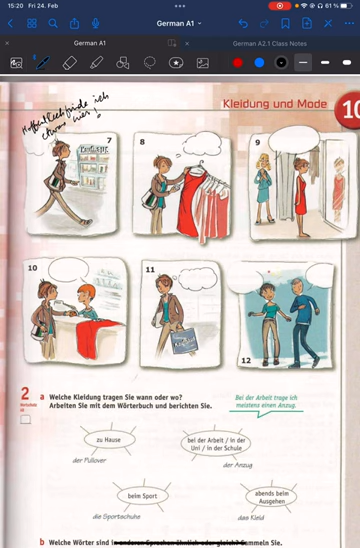 15:20 Fri 24. Feb
61 %
German A1
German A1
German A2.1 Class Notes
Kleidung und Mode
10
Hoffentlich finde ich
etwas hier!
7
8
9
10
11
12
2
a Welche Kleidung tragen Sie wann oder wo?
Arbeiten Sie mit dem Wörterbuch und berichten Sie.
Bei der Arbeit trage ich
meistens einen Anzug.
zu Hause
bei der Arbeit / in der
Uni / in der Schule
der Pullover
der Anzug
beim Sport
abends beim
Ausgehen
die Sportschuhe
das Kleid
b Welche Wörter sind in anderen Sprachen ähnlich oder gleich? Sammeln Sie.